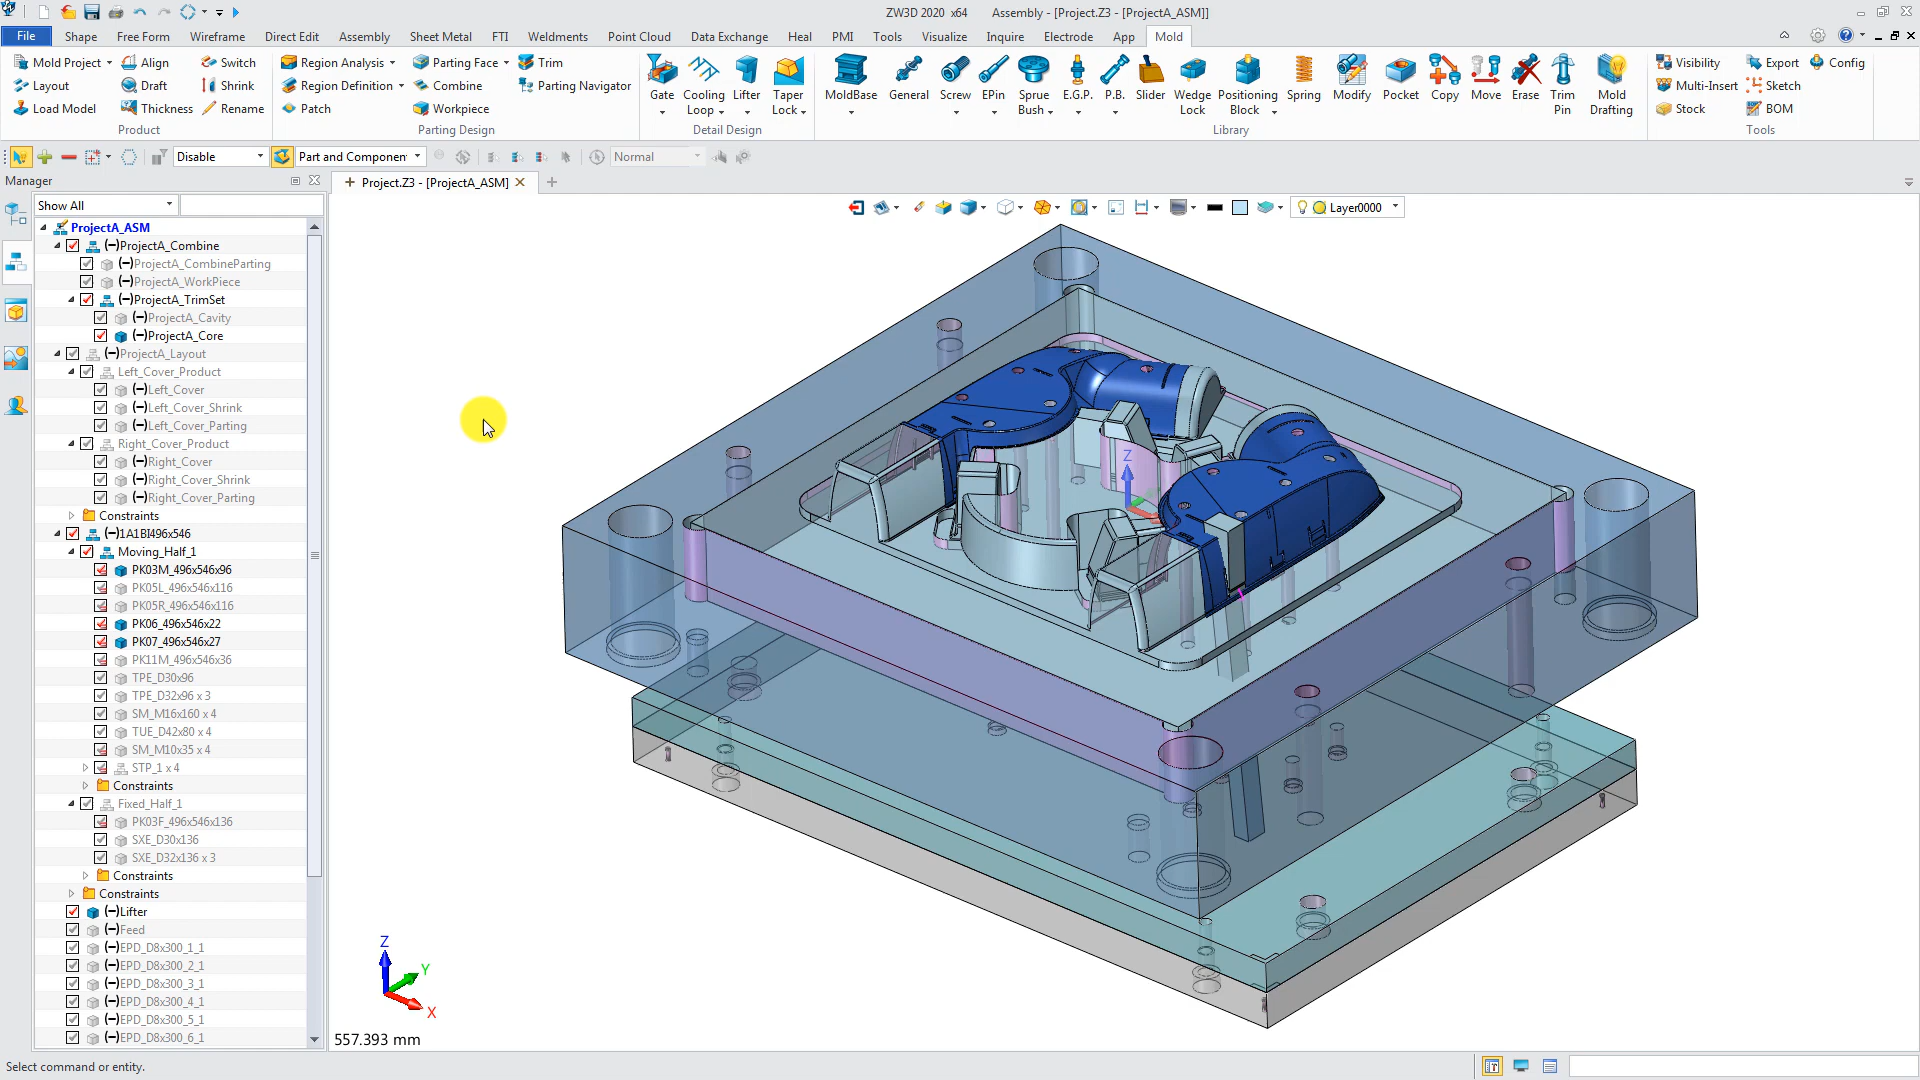 ZW3D 2020 x64 Assembly - [Project.Z3 - [ProjectA_ASM]]
File Shape Free Form Wireframe Direct Edit Assembly Sheet Metal FTI Weldments Point Cloud Data Exchange Heal PMI Tools Visualize Inquire Electrode App Mold
Mold Project Align Switch Region Analysis Parting Face Trim Visibility Export Config
Layout Draft Shrink Region Definition Combine Parting Navigator Multi-Insert Sketch
Load Model Thickness Rename Patch Workpiece Stock BOM
Gate Cooling Loop Lifter Taper Lock MoldBase General Screw EPin Sprue Bush E.G.P. P.B. Slider Wedge Lock Positioning Block Spring Modify Pocket Copy Move Erase Trim Pin Mold Drafting
Product Parting Design Detail Design Library Tools
Disable Part and Component Normal
Manager
Project.Z3 - [ProjectA_ASM]
Show All
Layer0000
ProjectA_ASM
(−)ProjectA_Combine
(−)ProjectA_CombineParting
(−)ProjectA_WorkPiece
(−)ProjectA_TrimSet
(−)ProjectA_Cavity
(−)ProjectA_Core
(−)ProjectA_Layout
Left_Cover_Product
(−)Left_Cover
(−)Left_Cover_Shrink
(−)Left_Cover_Parting
Right_Cover_Product
(−)Right_Cover
(−)Right_Cover_Shrink
(−)Right_Cover_Parting
Constraints
(−)1A1BI496x546
Moving_Half_1
PK03M_496x546x96
PK05L_496x546x116
PK05R_496x546x116
PK06_496x546x22
PK07_496x546x27
PK11M_496x546x36
TPE_D30x96
TPE_D32x96 x 3
SM_M16x160 x 4
TUE_D42x80 x 4
SM_M10x35 x 4
STP_1 x 4
Constraints
Fixed_Half_1
PK03F_496x546x136
SXE_D30x136
SXE_D32x136 x 3
Constraints
Constraints
(−)Lifter
(−)Feed
(−)EPD_D8x300_1_1
(−)EPD_D8x300_2_1
(−)EPD_D8x300_3_1
(−)EPD_D8x300_4_1
(−)EPD_D8x300_5_1
(−)EPD_D8x300_6_1
Z
Z
Y
X
557.393 mm
Select command or entity.